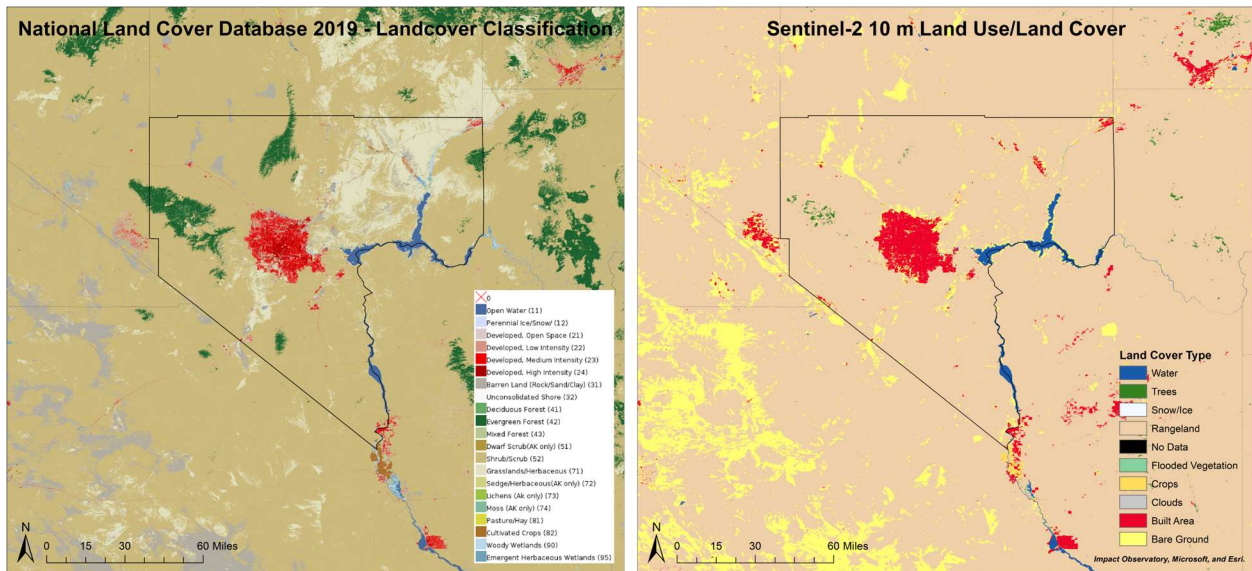 National Land Cover Database 2019 - Landcover Classification
0
Open Water (11)
Perennial Ice/Snow/ (12)
Developed, Open Space (21)
Developed, Low Intensity (22)
Developed, Medium Intensity (23)
Developed, High Intensity (24)
Barren Land (Rock/Sand/Clay) (31)
Unconsolidated Shore (32)
Deciduous Forest (41)
Evergreen Forest (42)
Mixed Forest (43)
Dwarf Scrub(AK only) (51)
Shrub/Scrub (52)
Grasslands/Herbaceous (71)
Sedge/Herbaceous(AK only) (72)
Lichens (Ak only) (73)
Moss (AK only) (74)
Pasture/Hay (81)
Cultivated Crops (82)
Woody Wetlands (90)
Emergent Herbaceous Wetlands (95)
N
0 15 30 60 Miles
Sentinel-2 10 m Land Use/Land Cover
Land Cover Type
Water
Trees
Snow/Ice
Rangeland
No Data
Flooded Vegetation
Crops
Clouds
Built Area
Bare Ground
N
0 15 30 60 Miles
Impact Observatory, Microsoft, and Esri.